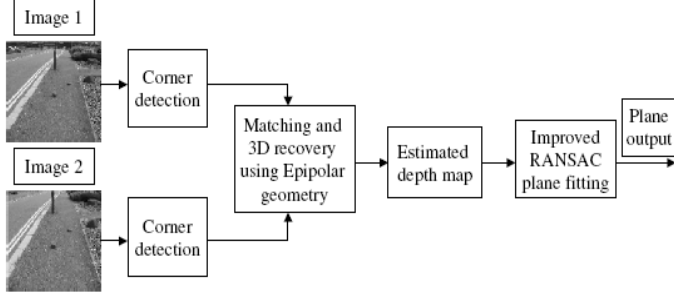 Image 1
Corner
detection
Image 2
Corner
detection
Matching and
3D recovery
using Epipolar
geometry
Estimated
depth map
Improved
RANSAC
plane fitting
Plane
output